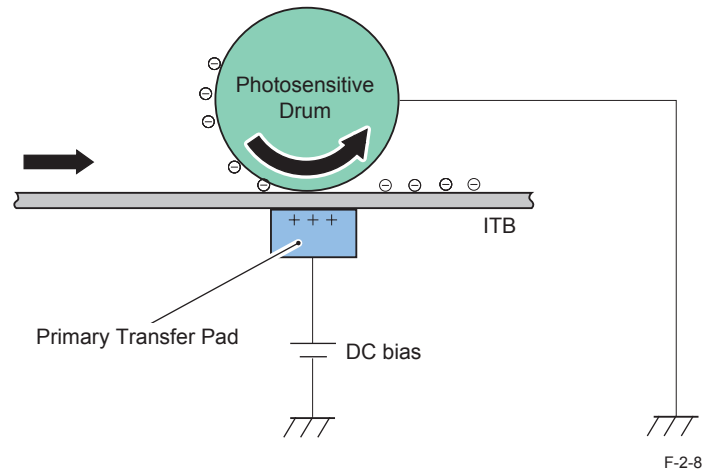 Photosensitive
Drum
+ + +
ITB
Primary Transfer Pad
DC bias
F-2-8